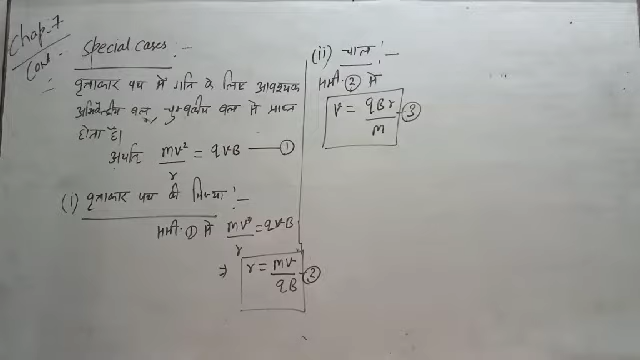 Chap. 7
Cont.
Special Cases :-
वृत्ताकार पथ में गति के लिए आवश्यक
अभिकेन्द्रीय बल, चुम्बकीय बल से प्राप्त
होता है।
अर्थात् mv²/r = qvB —①
(i) वृत्ताकार पथ की त्रिज्या :-
समी. ① से mv²/r = qvB
⇒ r = mv/qB —②
(ii) चाल :-
समी. ② से
v = qBr/m —③